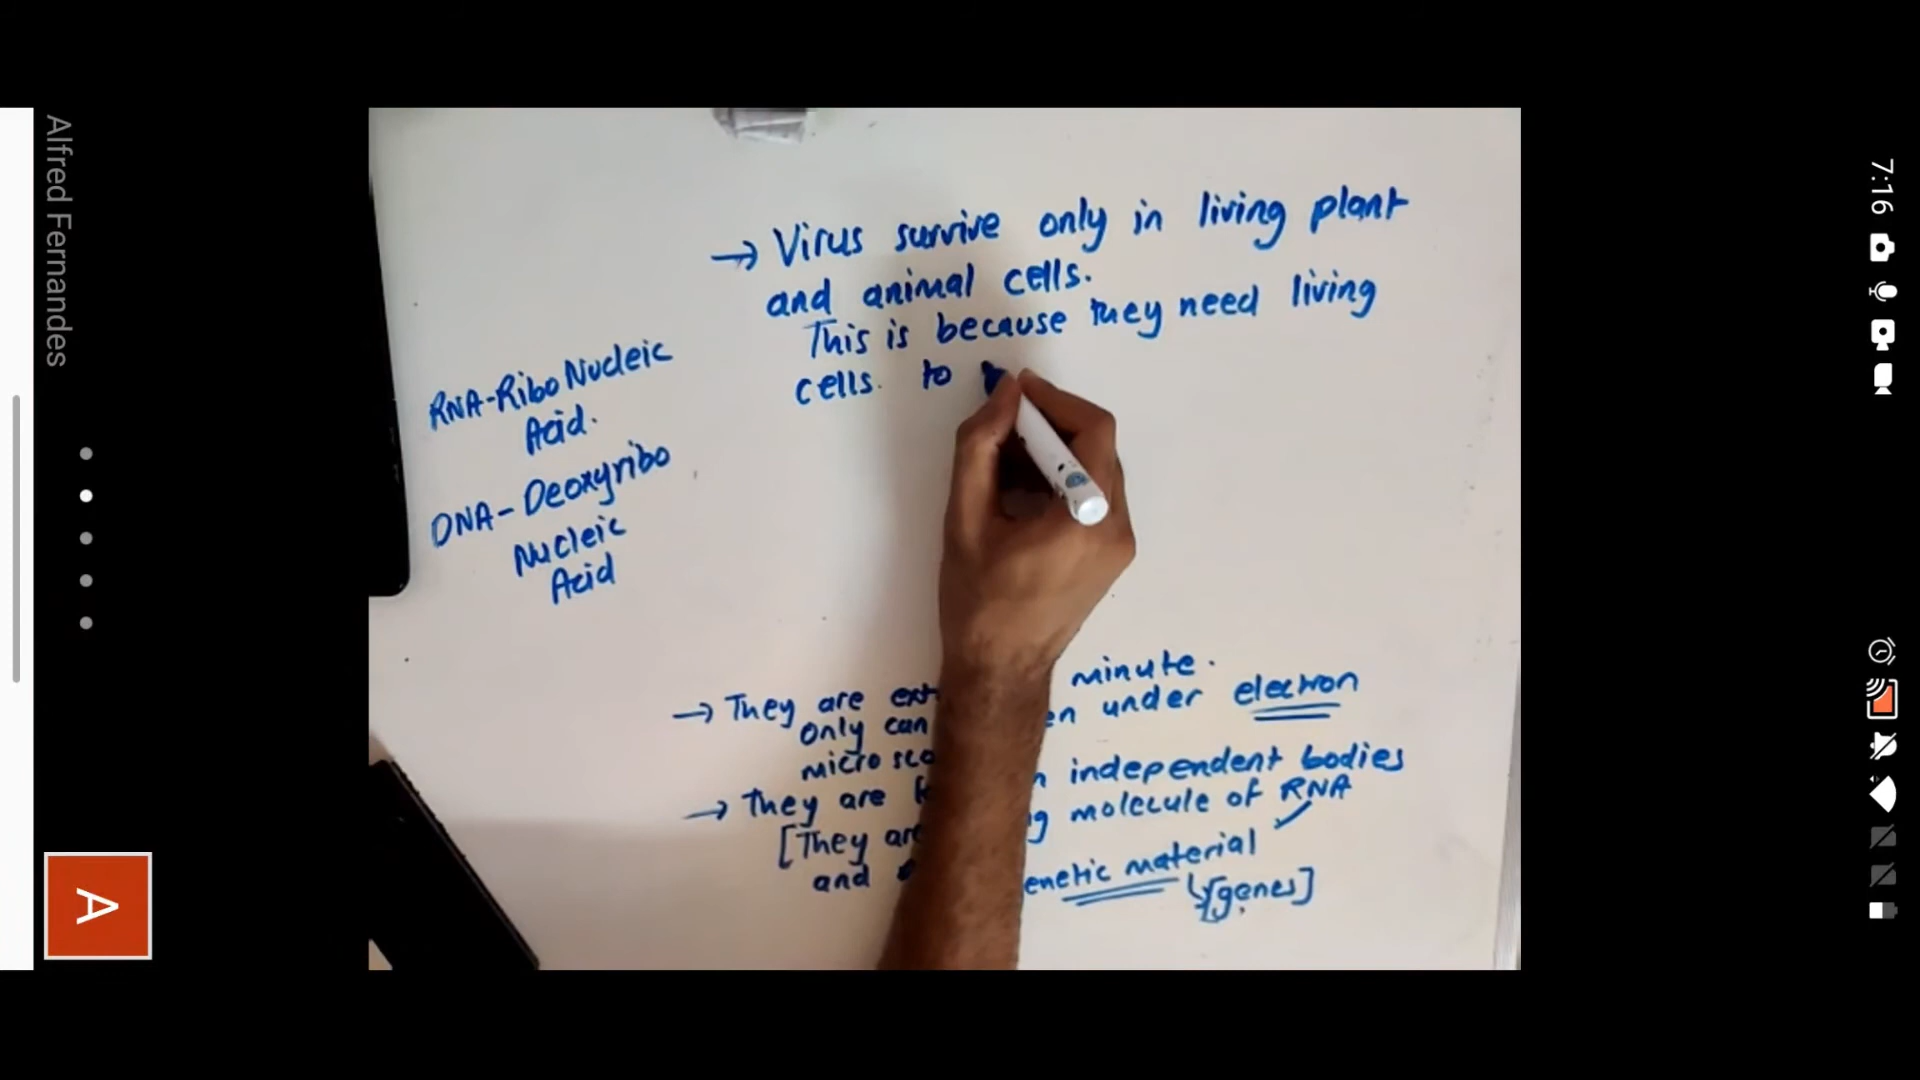 Alfred Fernandes
7:16
→ Virus survive only in living plant
and animal cells.
This is because they need living
cells. to
RNA-Ribo Nucleic
Acid.
DNA- Deoxyribo
Nucleic
Acid
→ They are minute.
only can under electron
→ They are independent bodies
[They are molecule of RNA
and material
[genes]
A